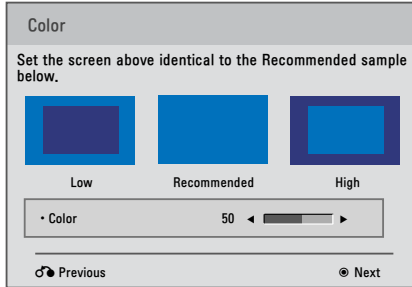 Color
Set the screen above identical to the Recommended sample
below.
Low Recommended High
• Color 50
Previous Next